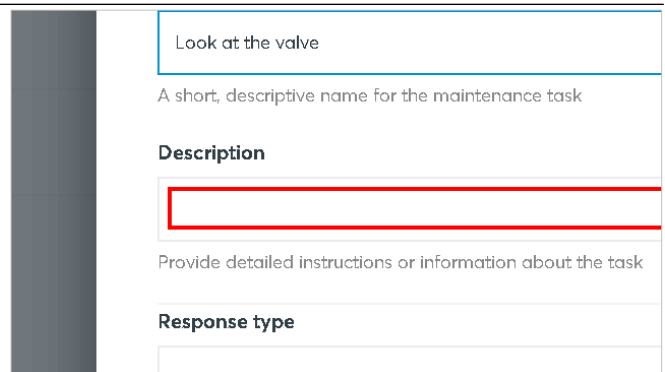 Look at the valve
A short, descriptive name for the maintenance task
Description
Provide detailed instructions or information about the task
Response type